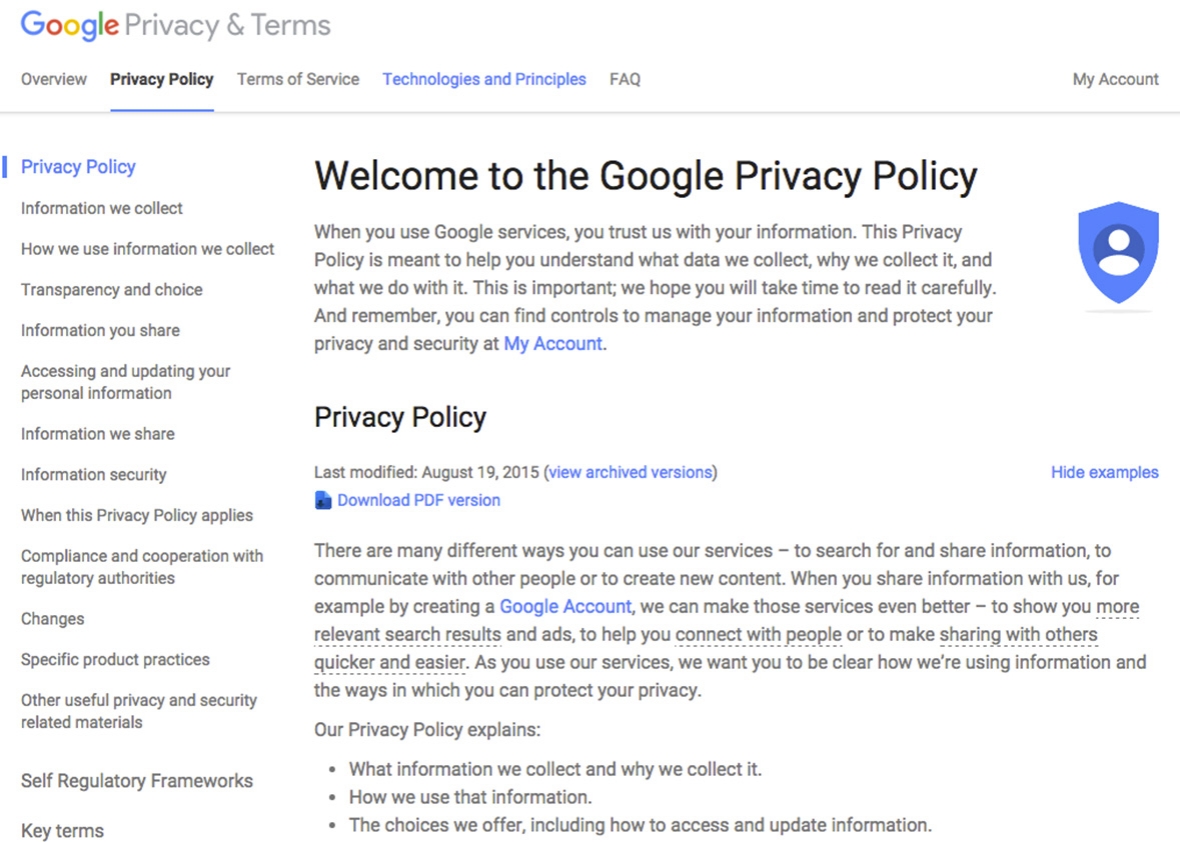 Google Privacy & Terms
Overview Privacy Policy Terms of Service Technologies and Principles FAQ My Account
Privacy Policy
Information we collect
How we use information we collect
Transparency and choice
Information you share
Accessing and updating your
personal information
Information we share
Information security
When this Privacy Policy applies
Compliance and cooperation with
regulatory authorities
Changes
Specific product practices
Other useful privacy and security
related materials
Self Regulatory Frameworks
Key terms
Welcome to the Google Privacy Policy
When you use Google services, you trust us with your information. This Privacy
Policy is meant to help you understand what data we collect, why we collect it, and
what we do with it. This is important; we hope you will take time to read it carefully.
And remember, you can find controls to manage your information and protect your
privacy and security at My Account.
Privacy Policy
Last modified: August 19, 2015 (view archived versions) Hide examples
Download PDF version
There are many different ways you can use our services – to search for and share information, to
communicate with other people or to create new content. When you share information with us, for
example by creating a Google Account, we can make those services even better – to show you more
relevant search results and ads, to help you connect with people or to make sharing with others
quicker and easier. As you use our services, we want you to be clear how we're using information and
the ways in which you can protect your privacy.
Our Privacy Policy explains:
• What information we collect and why we collect it.
• How we use that information.
• The choices we offer, including how to access and update information.